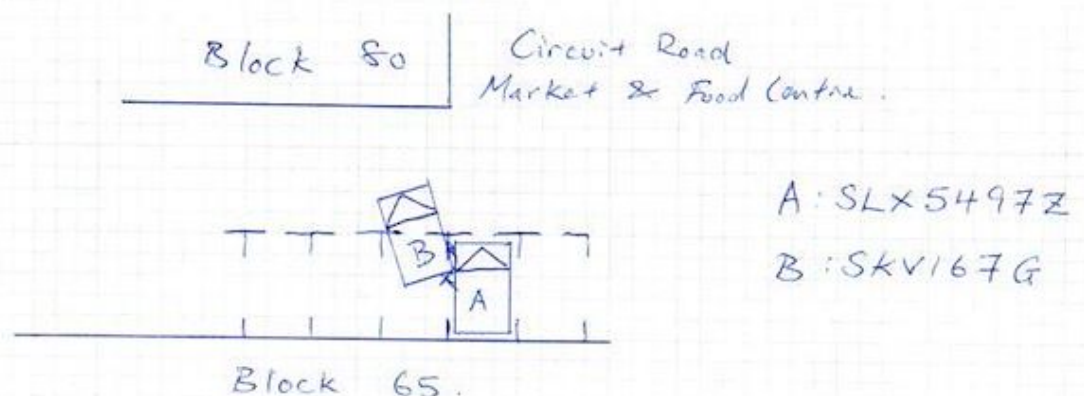 Block 80
Circuit Road
Market & Food Centre.
A: SLX5497Z
B: SKV167G
B
A
Block 65.